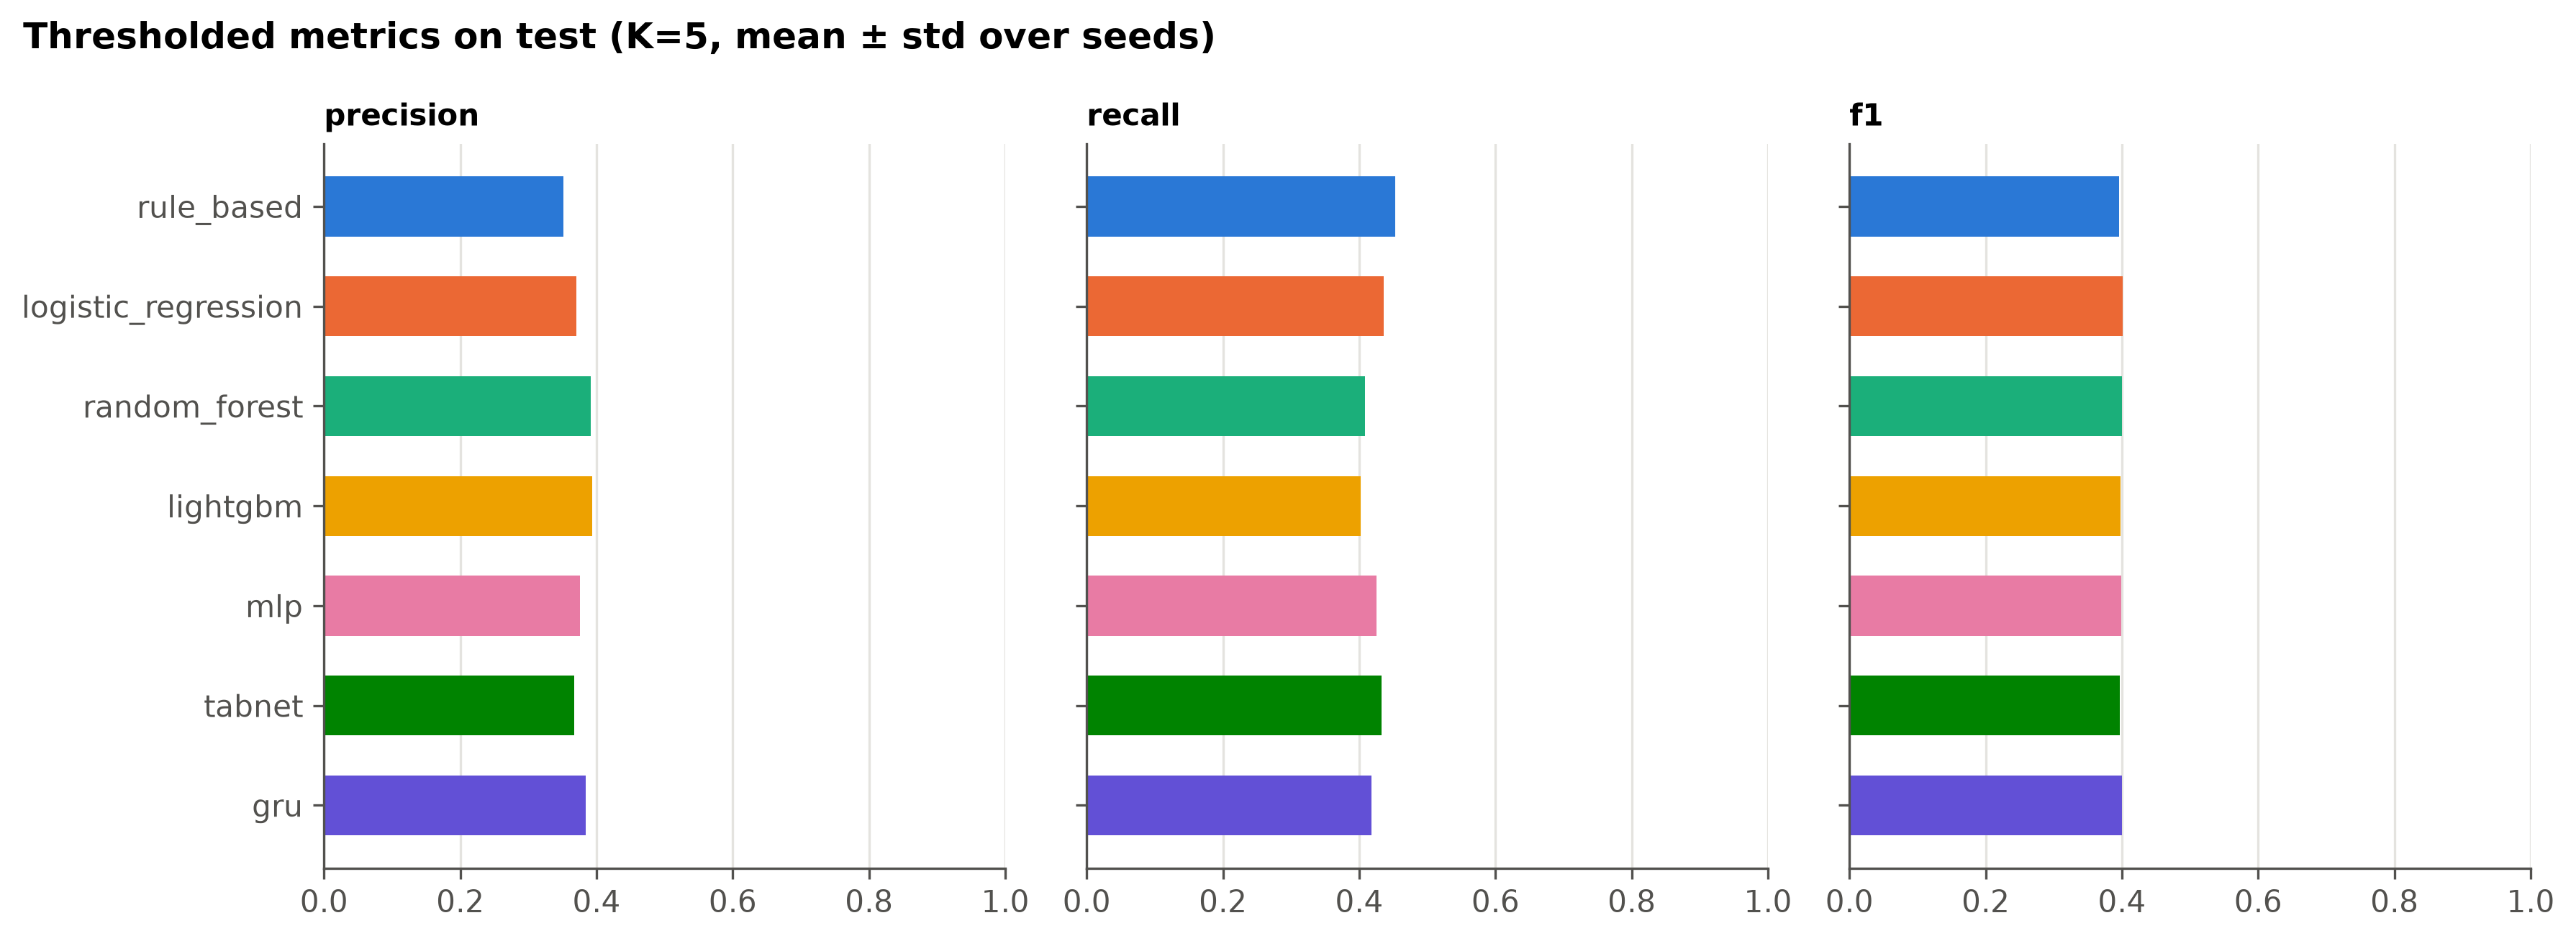 Thresholded metrics on test (K=5, mean ± std over seeds)
precision
recall
f1
rule_based
logistic_regression
random_forest
lightgbm
mlp
tabnet
gru
0.0 0.2 0.4 0.6 0.8 1.0
0.0 0.2 0.4 0.6 0.8 1.0
0.0 0.2 0.4 0.6 0.8 1.0